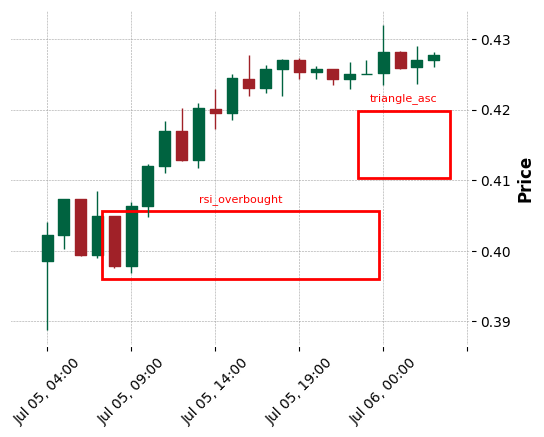 0.43
triangle_asc
0.42
0.41
rsi_overbought
0.40
0.39
Price
Jul 05, 04:00
Jul 05, 09:00
Jul 05, 14:00
Jul 05, 19:00
Jul 06, 00:00